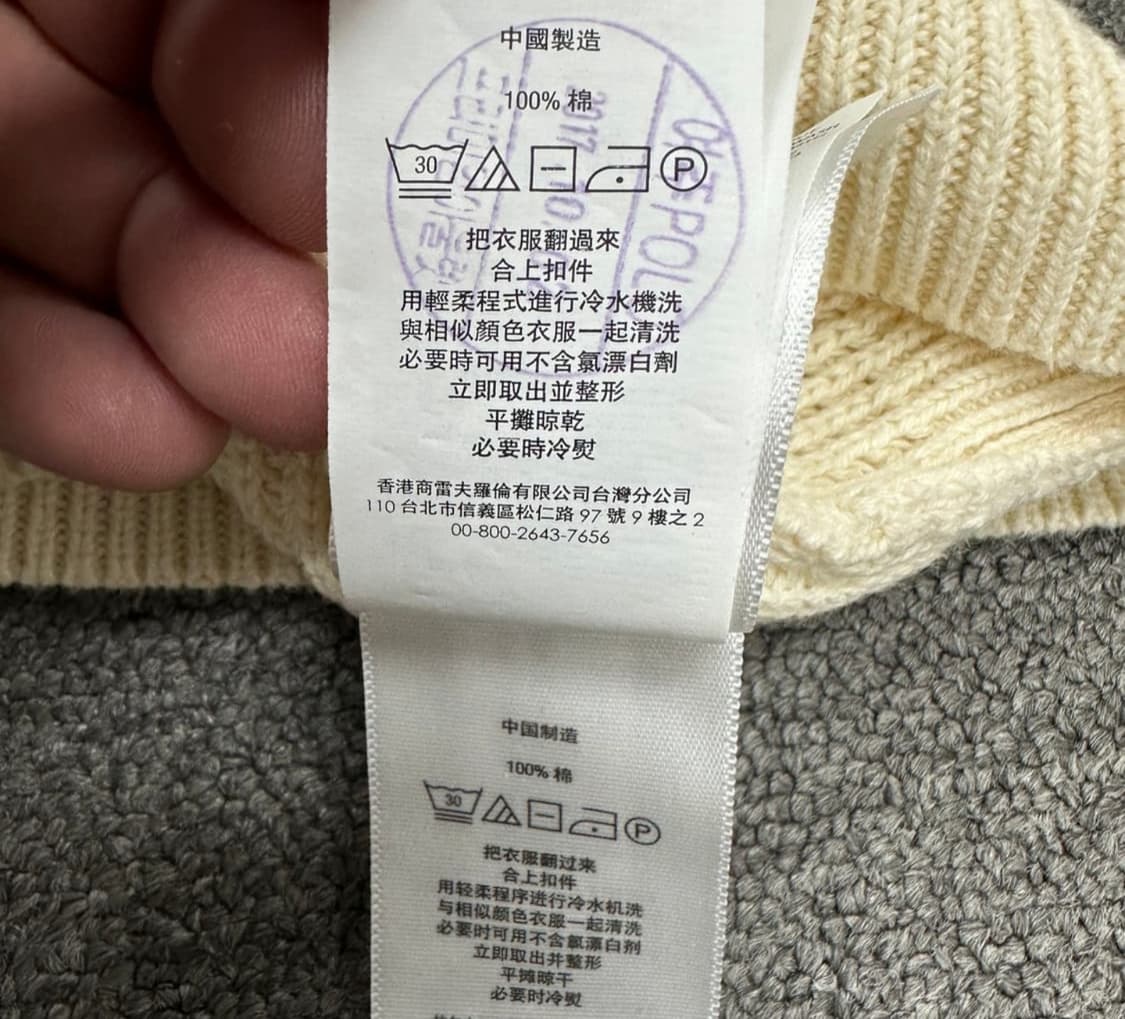 中國製造
100% 棉
30
P
把衣服翻過來
合上扣件
用輕柔程式進行冷水機洗
與相似顏色衣服一起清洗
必要時可用不含氯漂白劑
立即取出並整形
平攤晾乾
必要時冷熨
香港商雷夫羅倫有限公司台灣分公司
110 台北市信義區松仁路 97 號 9 樓之 2
00-800-2643-7656
POLO
2017
中国制造
100% 棉
30
P
把衣服翻过来
合上扣件
用轻柔程序进行冷水机洗
与相似颜色衣服一起清洗
必要时可用不含氯漂白剂
立即取出并整形
平摊晾干
必要时冷熨